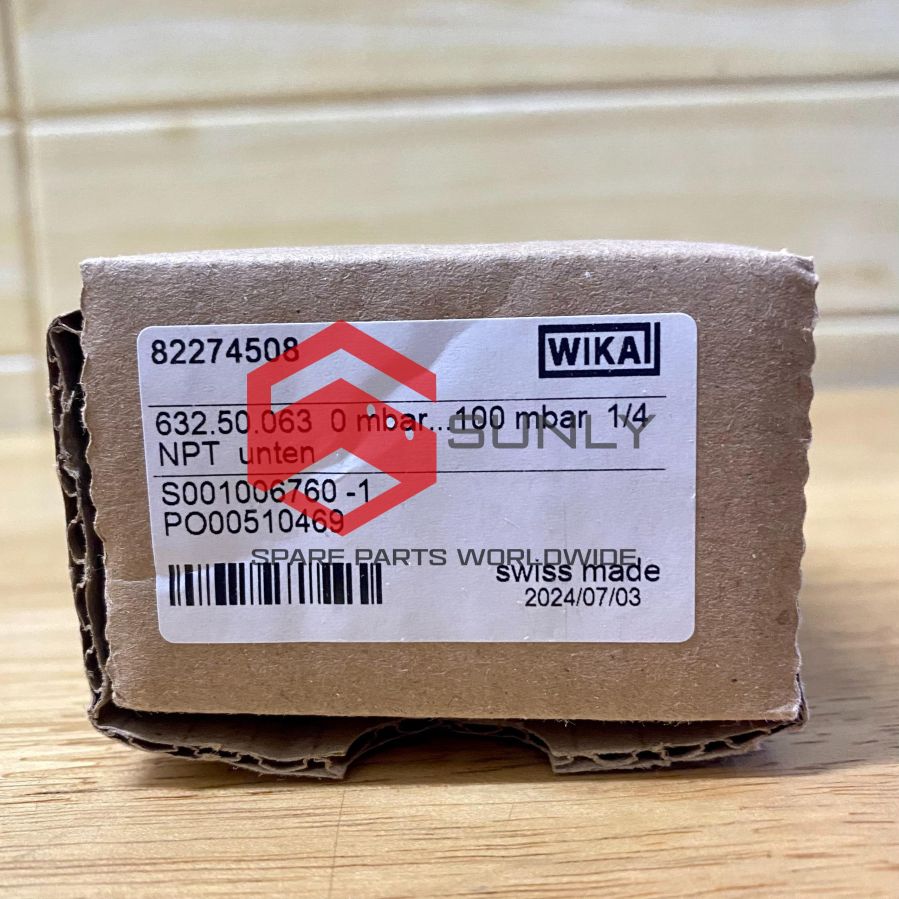 82274508
WIKA
632.50.063 0 mbar...100 mbar 1/4
NPT unten
S001006760 -1
PO00510469
swiss made
2024/07/03
SUNLY
SPARE PARTS WORLDWIDE